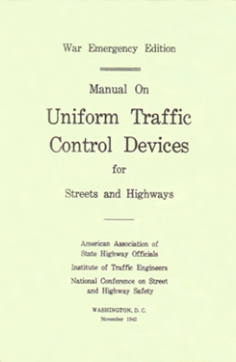 War Emergency Edition
Manual On
Uniform Traffic
Control Devices
for
Streets and Highways
American Association of
State Highway Officials
Institute of Traffic Engineers
National Conference on Street
and Highway Safety
WASHINGTON, D. C.
November 1942